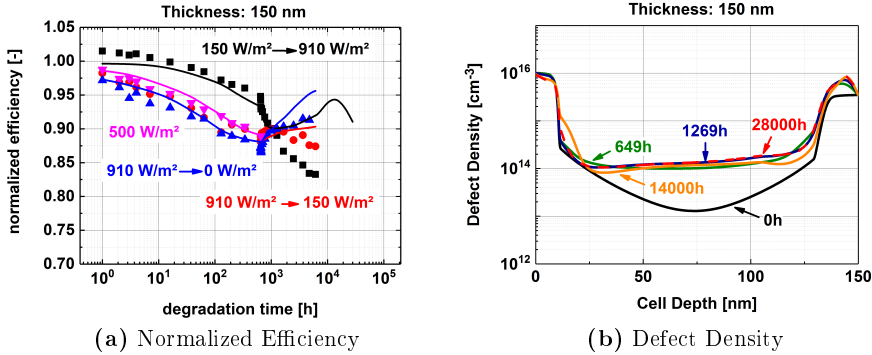 Thickness: 150 nm
normalized efficiency [-]
1.05
1.00
0.95
0.90
0.85
0.80
0.75
0.70
150 W/m²→910 W/m²
500 W/m²
910 W/m²→0 W/m²
910 W/m²→150 W/m²
10⁰ 10¹ 10² 10³ 10⁴ 10⁵
degradation time [h]
(a) Normalized Efficiency
Thickness: 150 nm
Defect Density [cm⁻³]
10¹⁶
10¹⁴
10¹²
649h
1269h
28000h
14000h
0h
0 50 100 150
Cell Depth [nm]
(b) Defect Density